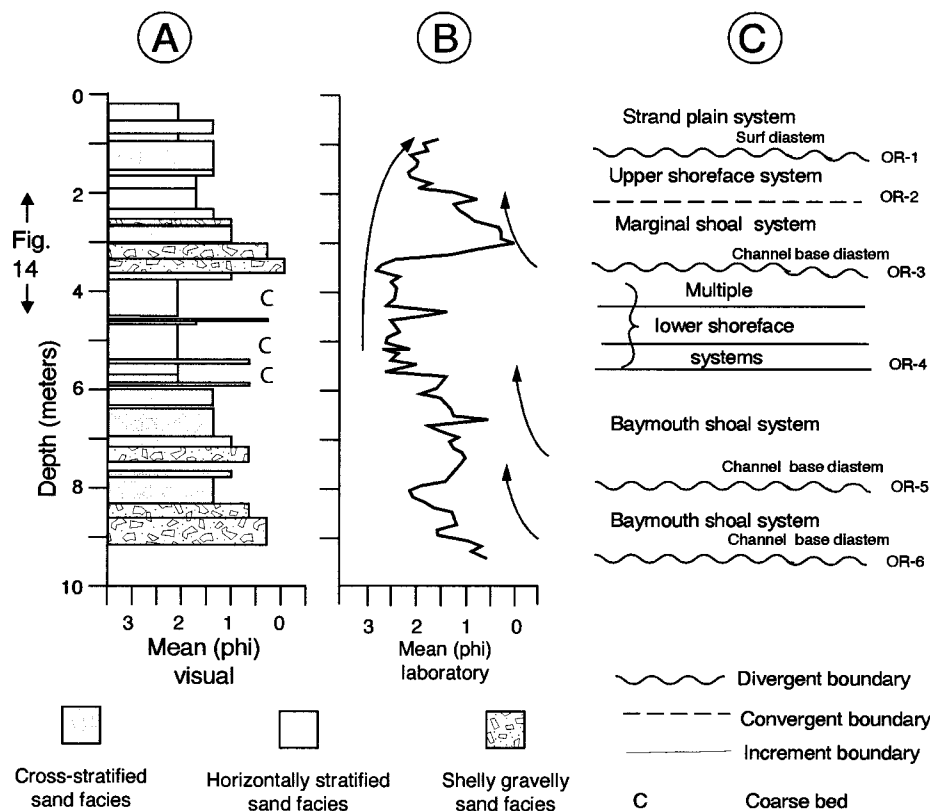 A
B
C
0
2
4
6
8
10
Depth (meters)
Fig.
14
C
C
C
3 2 1 0
Mean (phi)
visual
3 2 1 0
Mean (phi)
laboratory
Strand plain system
Surf diastem
OR-1
Upper shoreface system
OR-2
Marginal shoal system
Channel base diastem
OR-3
Multiple
lower shoreface
systems
OR-4
Baymouth shoal system
Channel base diastem
OR-5
Baymouth shoal system
Channel base diastem
OR-6
Divergent boundary
Convergent boundary
Increment boundary
C Coarse bed
Cross-stratified
sand facies
Horizontally stratified
sand facies
Shelly gravelly
sand facies